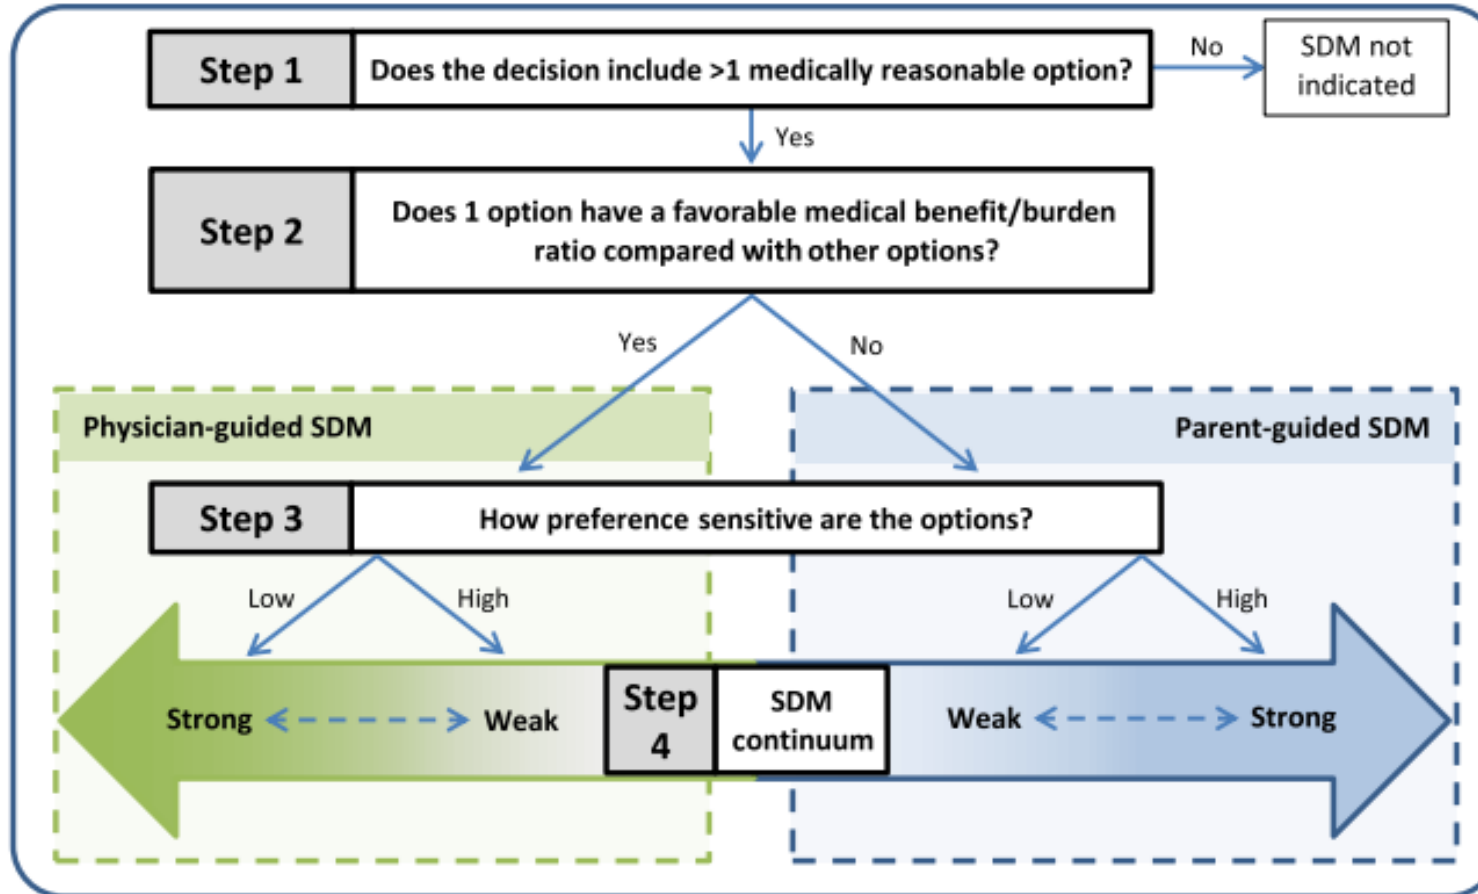 Step 1
Does the decision include >1 medically reasonable option?
No
SDM not
indicated
Yes
Step 2
Does 1 option have a favorable medical benefit/burden
ratio compared with other options?
Yes
No
Physician-guided SDM
Parent-guided SDM
Step 3
How preference sensitive are the options?
Low
High
Low
High
Strong
Weak
Step
4
SDM
continuum
Weak
Strong